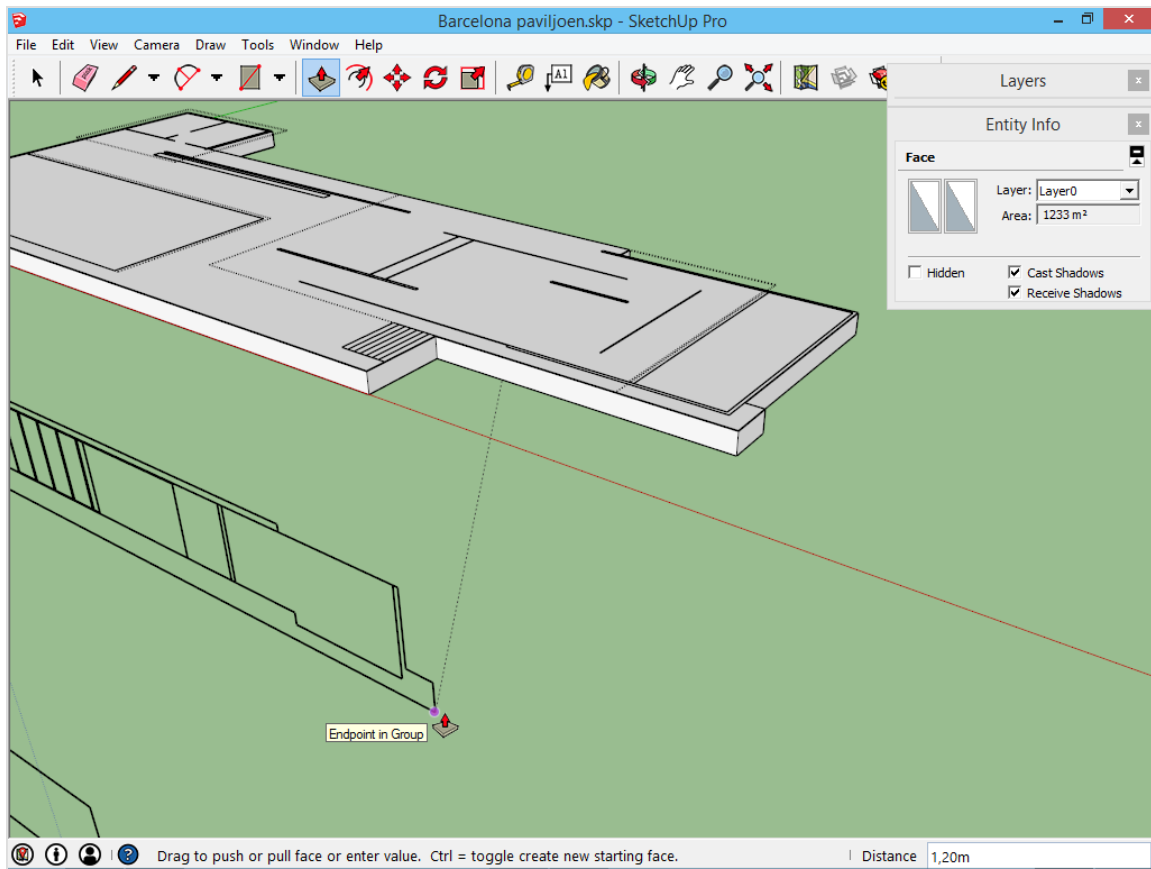 Barcelona paviljoen.skp - SketchUp Pro
File Edit View Camera Draw Tools Window Help
A1
Layers
Entity Info
Face
Layer: Layer0
Area: 1233 m²
Hidden
Cast Shadows
Receive Shadows
Endpoint in Group
Drag to push or pull face or enter value. Ctrl = toggle create new starting face.
Distance 1,20m